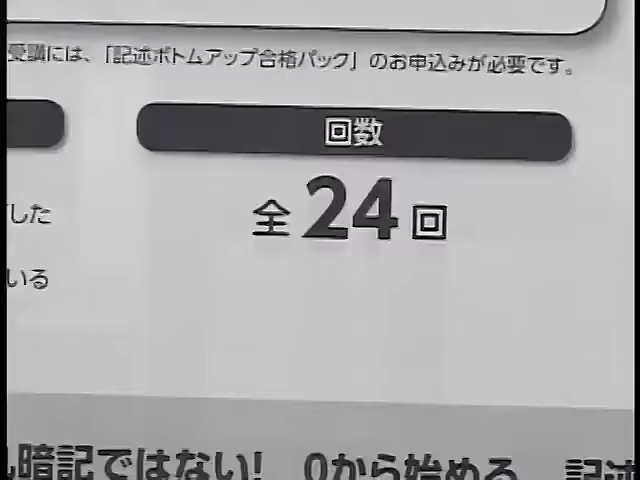 受講には、「記述ボトムアップ合格パック」のお申込みが必要です。
回数
した
全24回
いる
暗記ではない! 0から始める 記述